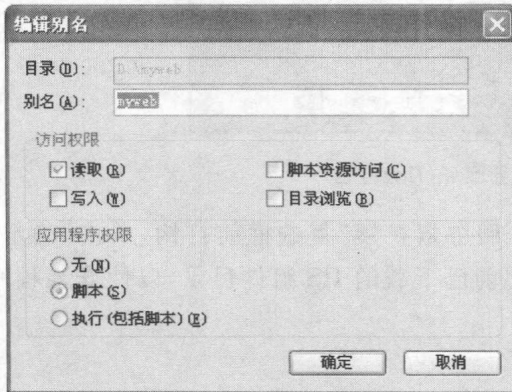 编辑别名
目录(D): D:\myweb
别名(A): myweb
访问权限
读取(R) 脚本资源访问(C)
写入(W) 目录浏览(B)
应用程序权限
无(N)
脚本(S)
执行(包括脚本)(E)
确定 取消